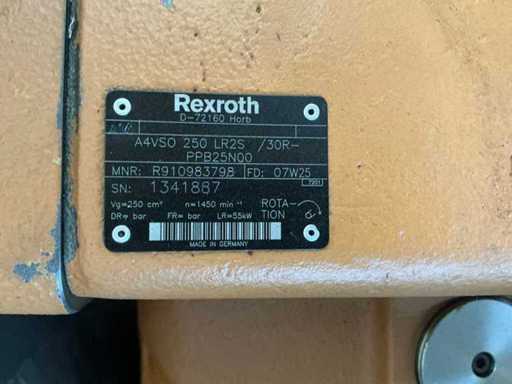 Rexroth
D-72160 Horb
A4VSO 250 LR2S /30R-
PPB25N00
MNR: R910983798 FD: 07W25
SN: 1341887 7201
Vg=250 cm³ n=1450 min⁻¹ ROTA-
DR= bar FR= bar LR=55kW TION
MADE IN GERMANY